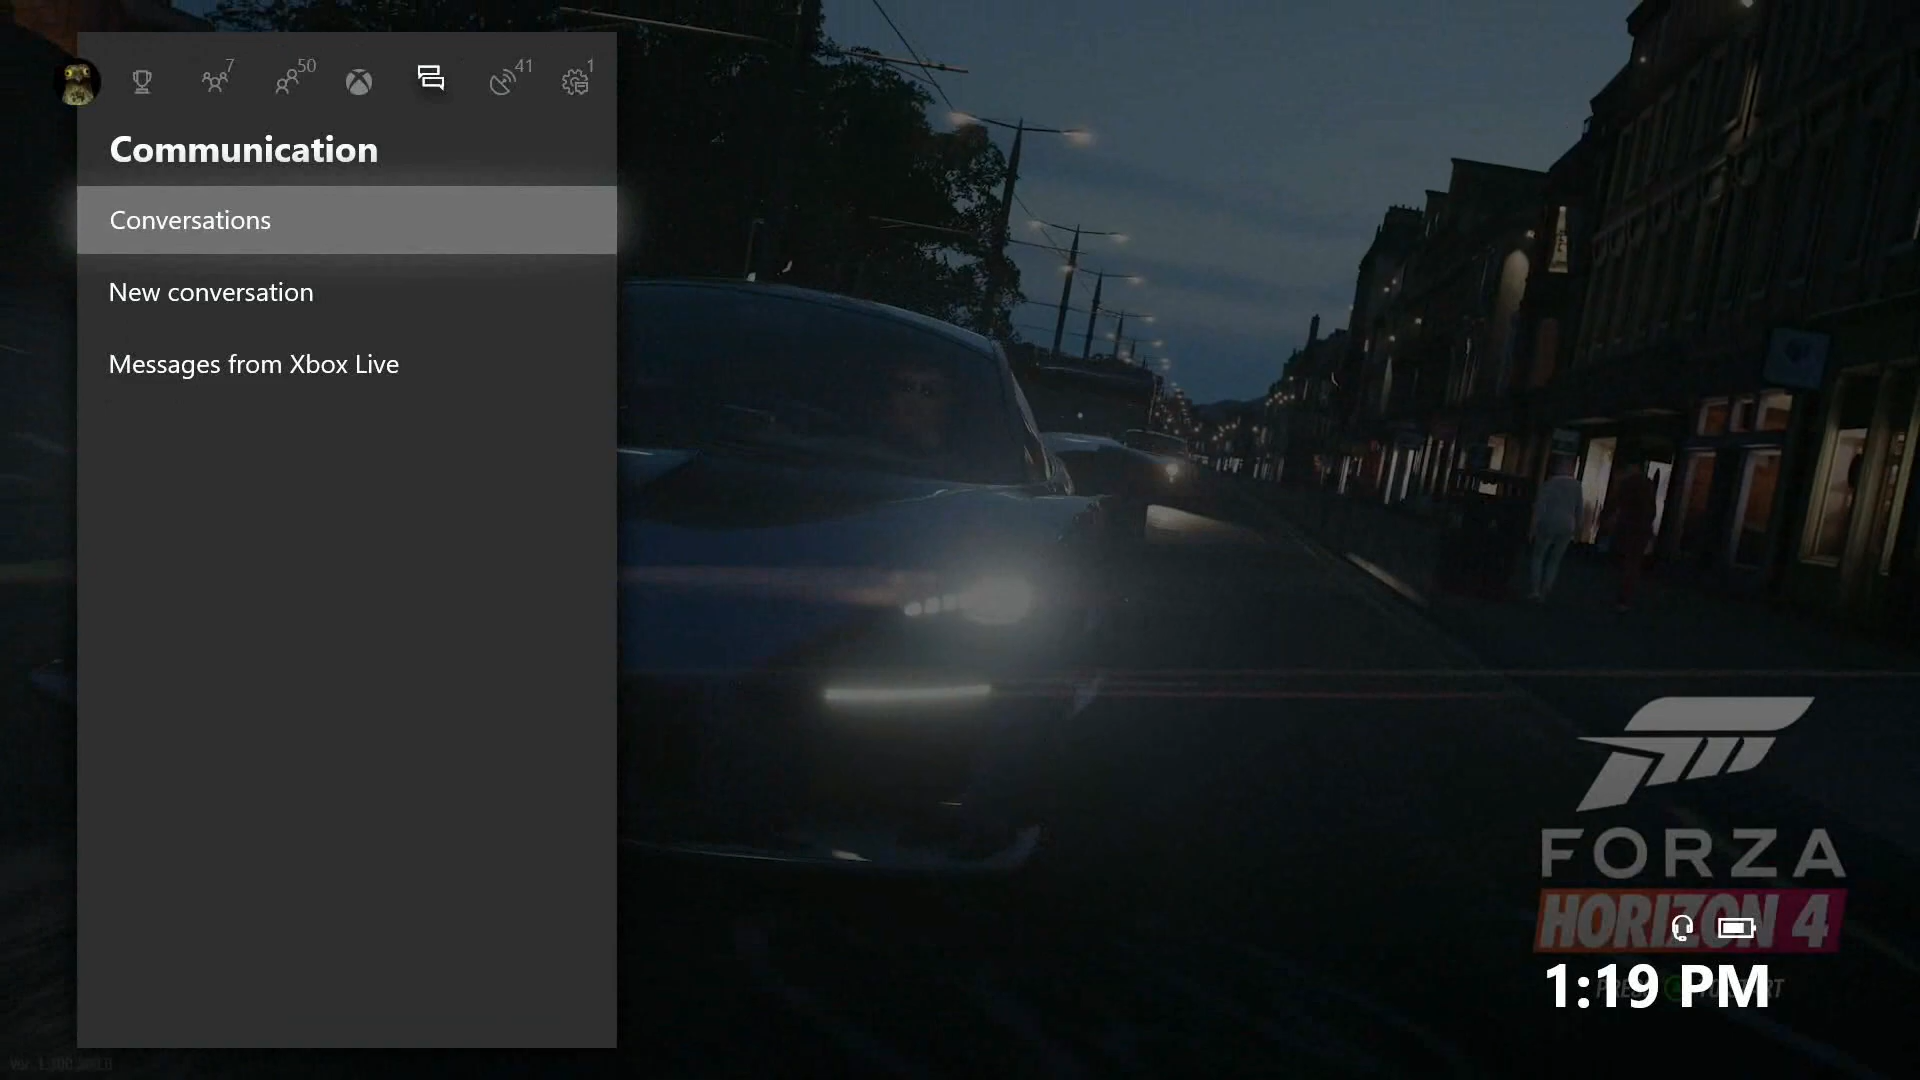 7
50
41
1
Communication
Conversations
New conversation
Messages from Xbox Live
FORZA
HORIZON 4
1:19 PM